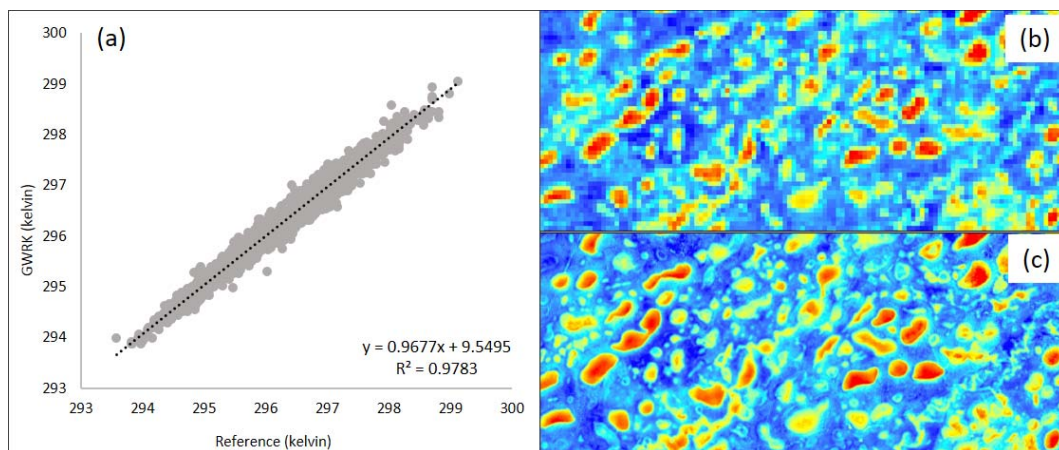 (a)
300
299
298
297
296
295
294
293
GWRK (kelvin)
y = 0.9677x + 9.5495
R² = 0.9783
293 294 295 296 297 298 299 300
Reference (kelvin)
(b)
(c)